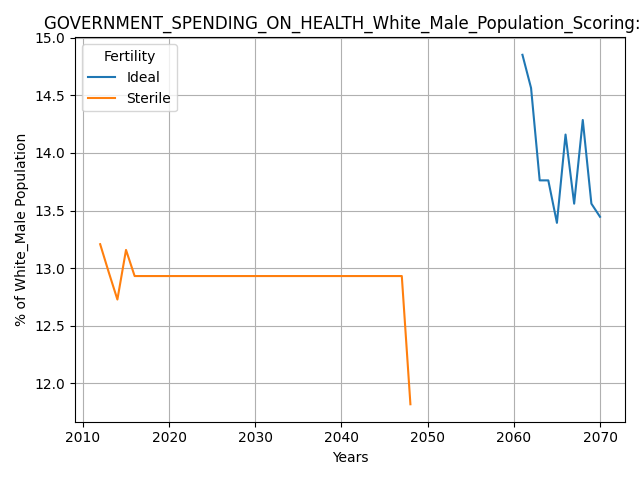 GOVERNMENT_SPENDING_ON_HEALTH_White_Male_Population_Scoring:
Fertility
Ideal
Sterile
% of White_Male Population
15.0
14.5
14.0
13.5
13.0
12.5
12.0
2010 2020 2030 2040 2050 2060 2070
Years